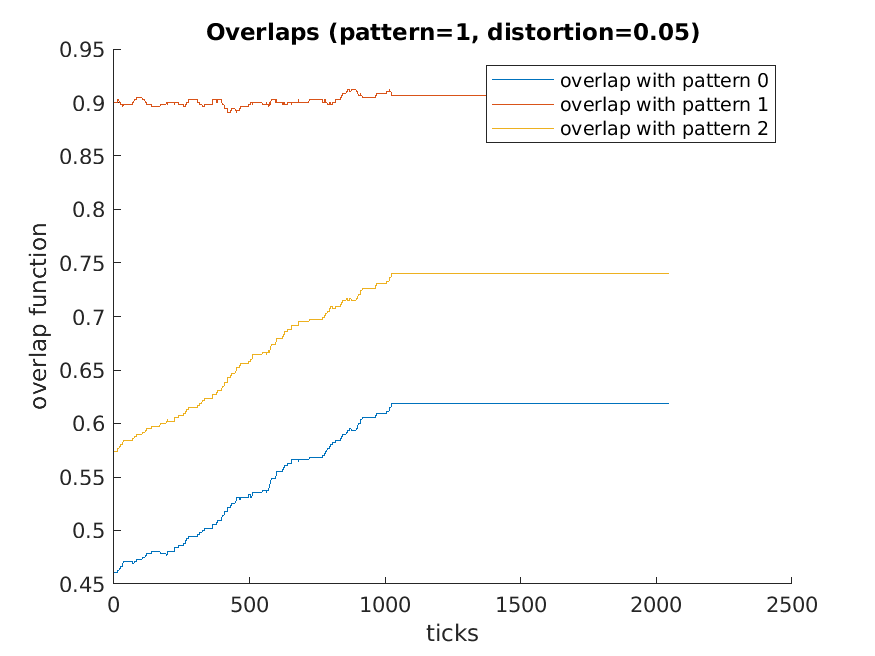 Overlaps (pattern=1, distortion=0.05)
0.95
0.9
0.85
0.8
0.75
0.7
0.65
0.6
0.55
0.5
0.45
overlap function
overlap with pattern 0
overlap with pattern 1
overlap with pattern 2
0 500 1000 1500 2000 2500
ticks